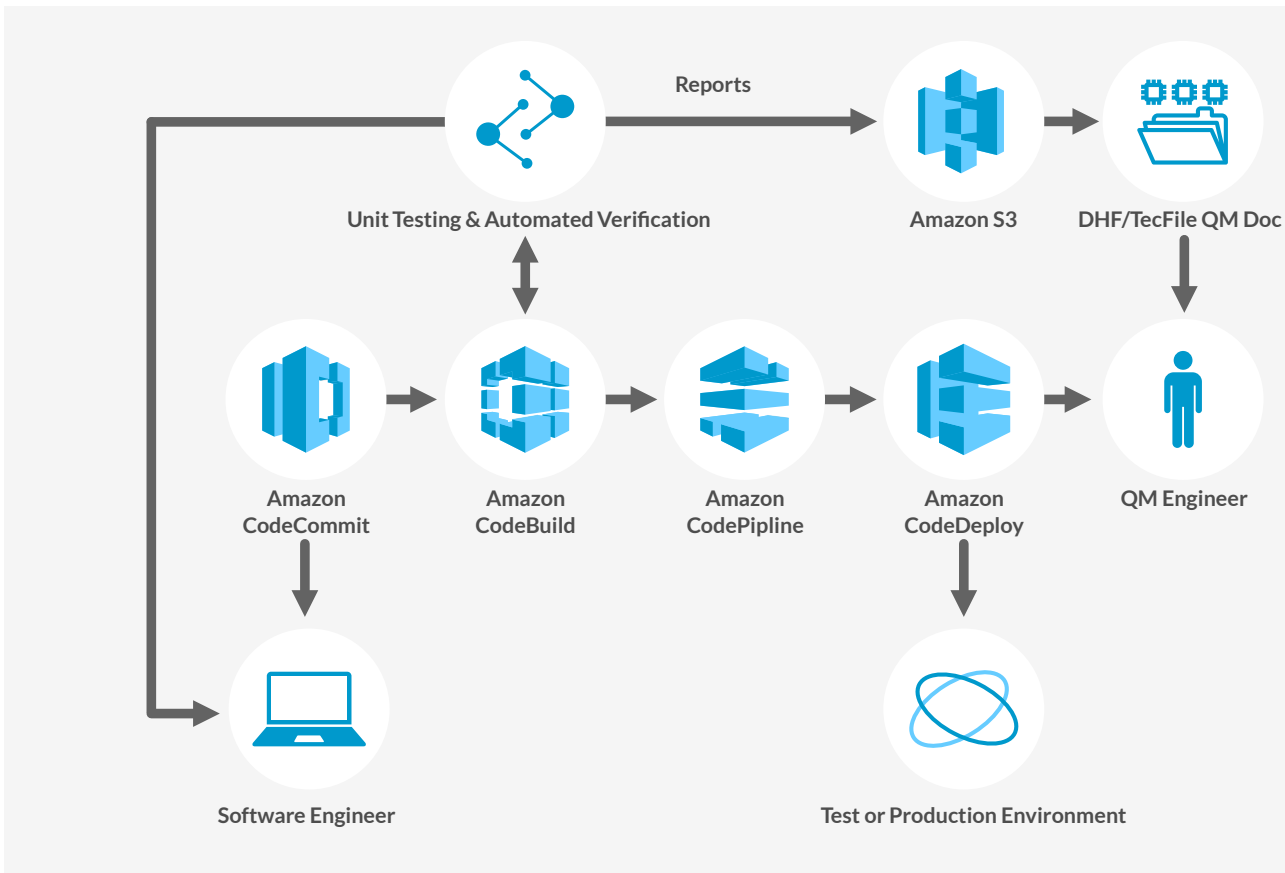 Reports
Unit Testing & Automated Verification
Amazon S3
DHF/TecFile QM Doc
Amazon
CodeCommit
Amazon
CodeBuild
Amazon
CodePipline
Amazon
CodeDeploy
QM Engineer
Software Engineer
Test or Production Environment